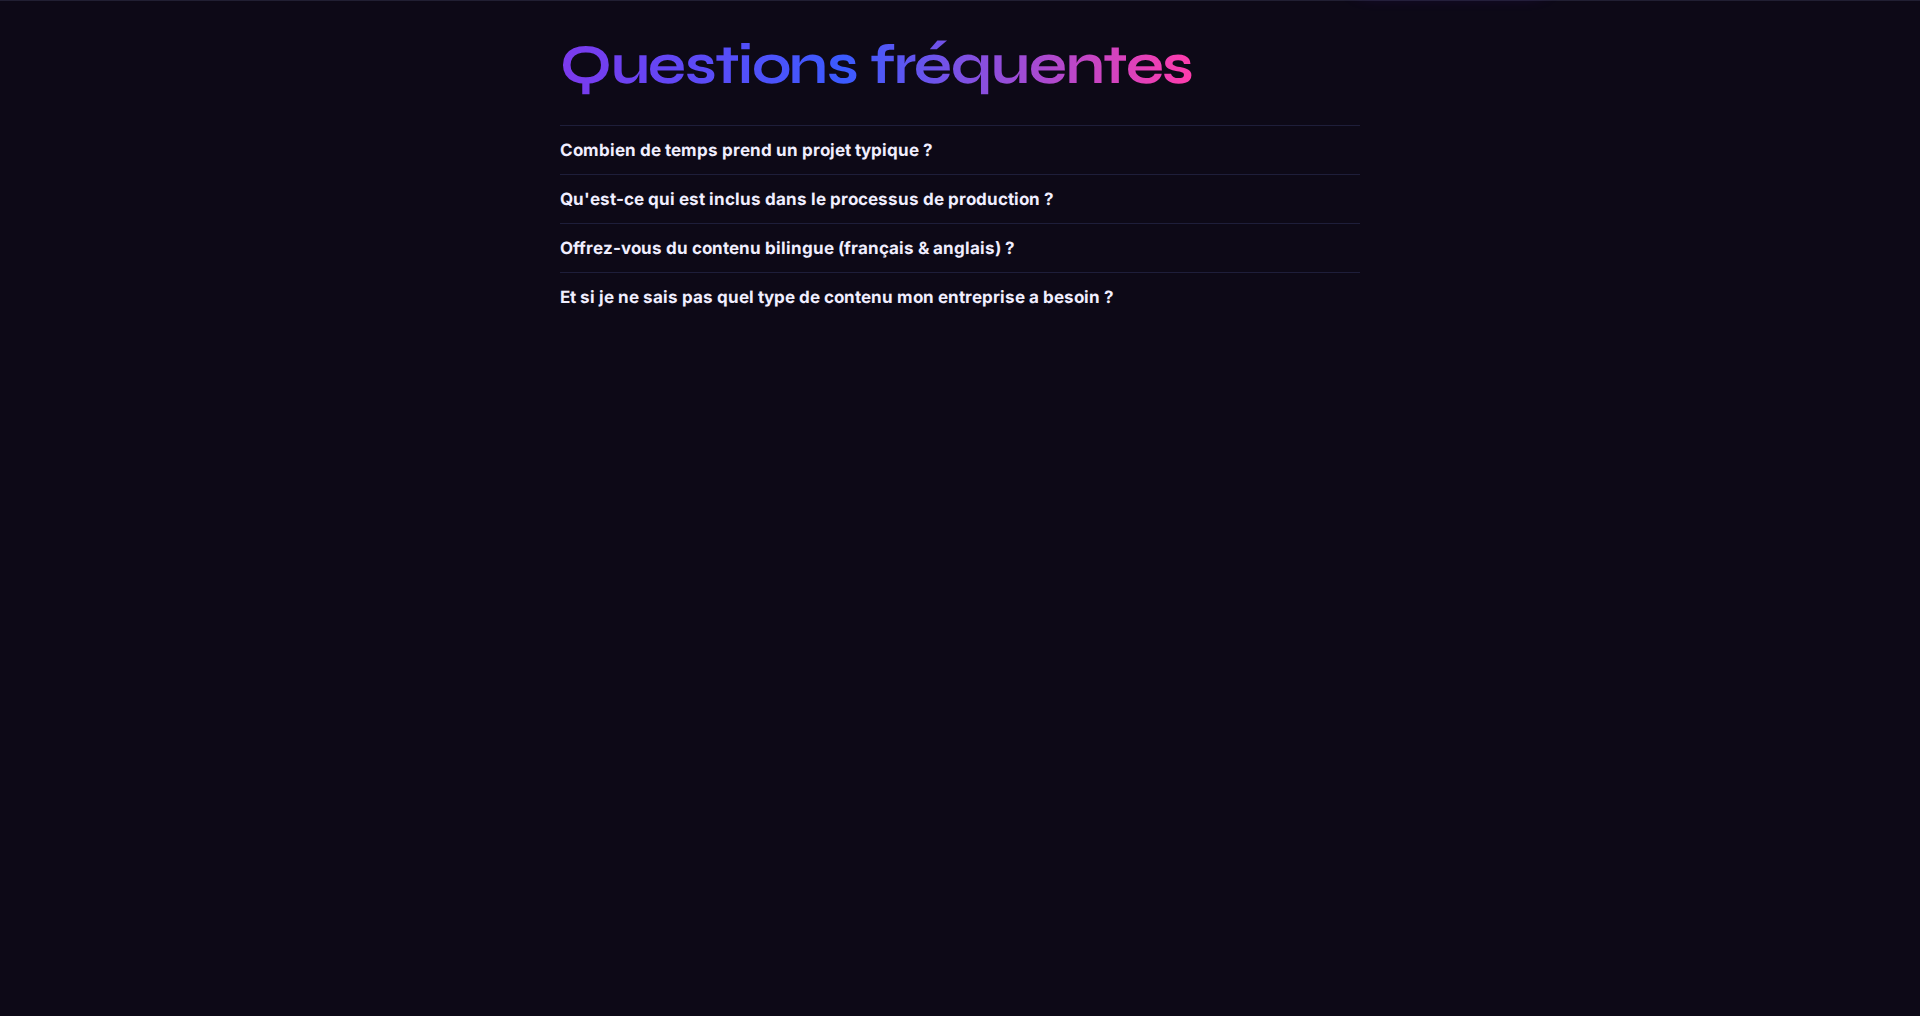 Questions fréquentes
Combien de temps prend un projet typique ?
Qu'est-ce qui est inclus dans le processus de production ?
Offrez-vous du contenu bilingue (français & anglais) ?
Et si je ne sais pas quel type de contenu mon entreprise a besoin ?